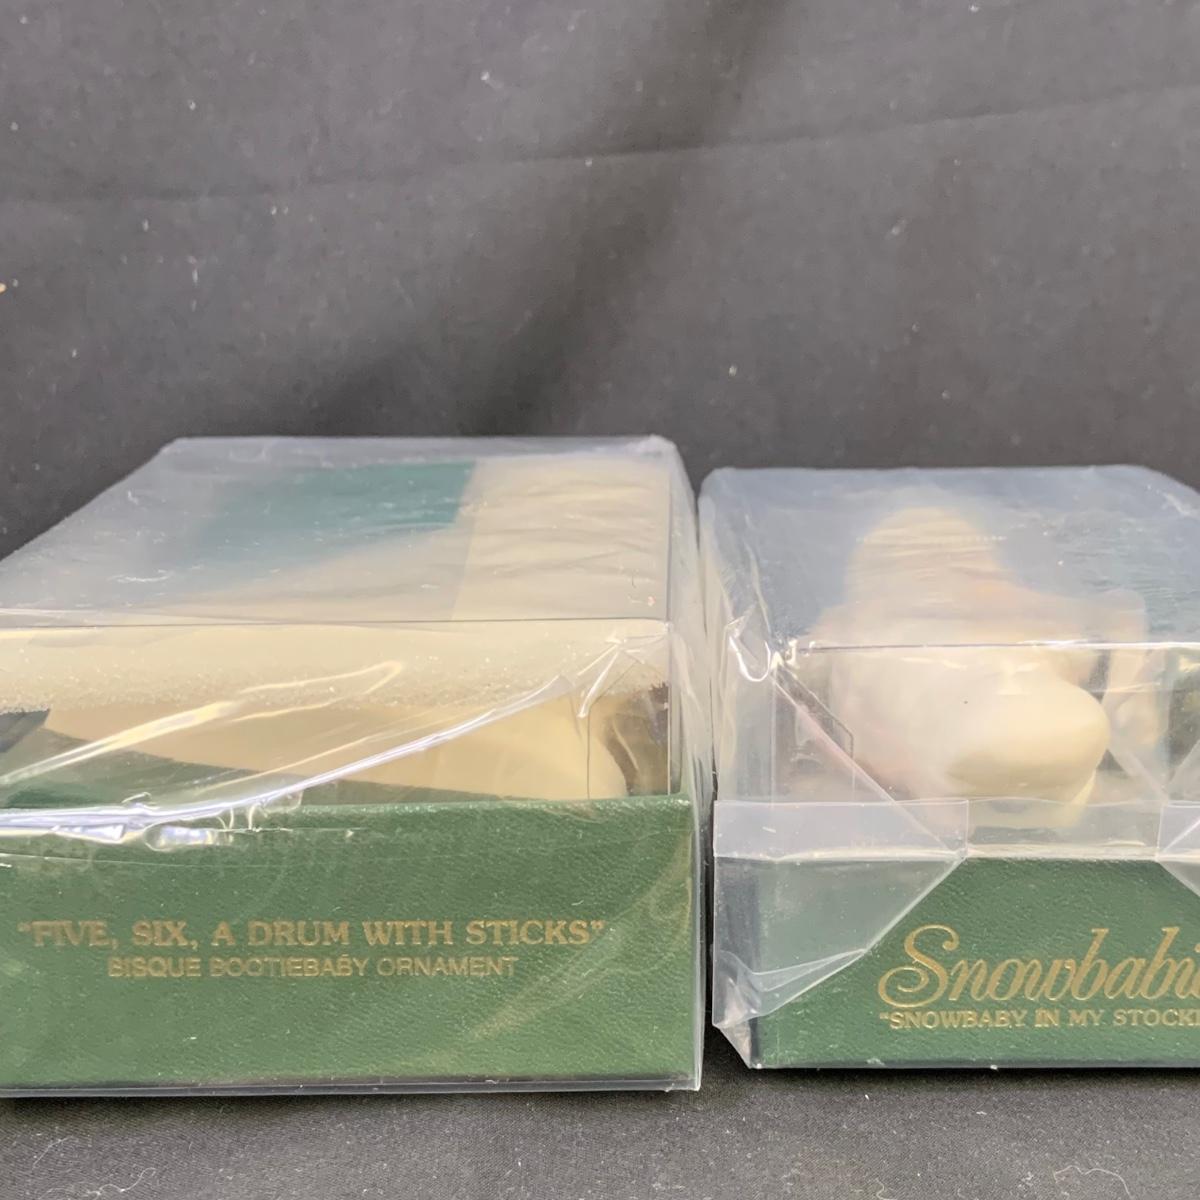 "FIVE, SIX, A DRUM WITH STICKS"
BISQUE BOOTIEBABY ORNAMENT
Snowbabi
"SNOWBABY IN MY STOCKI